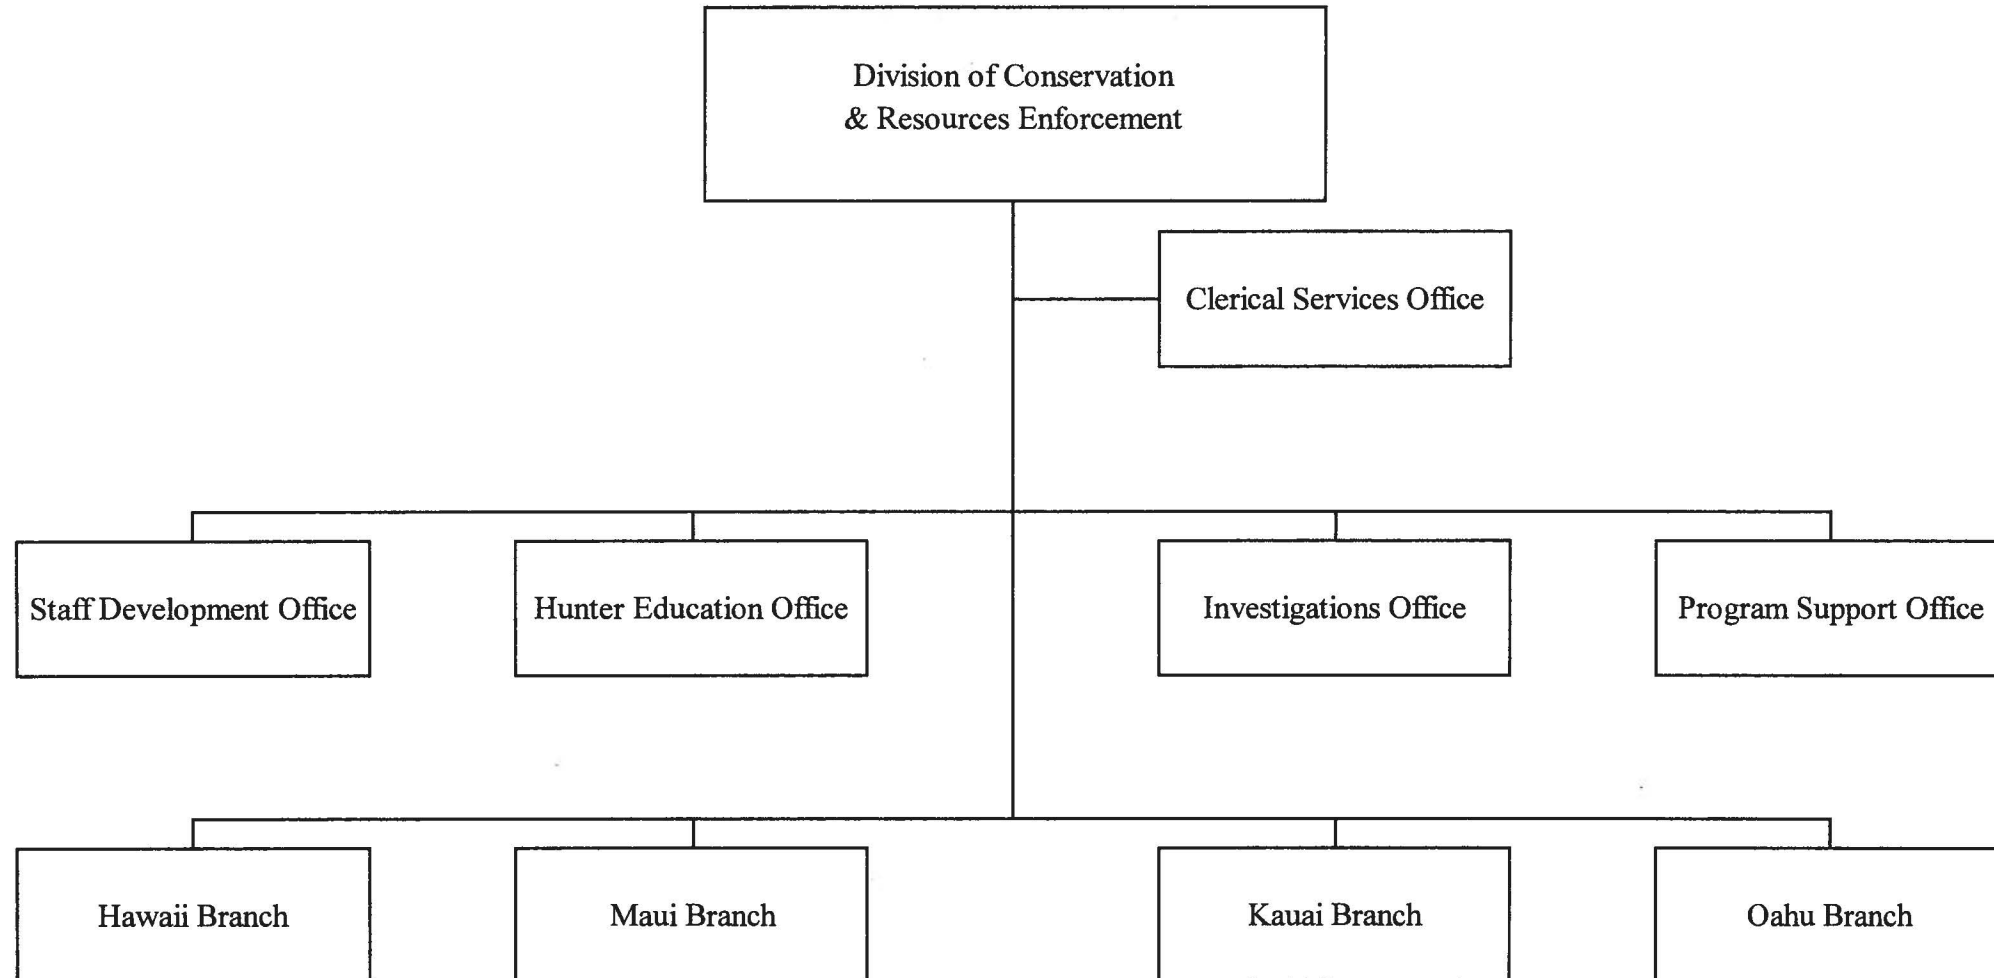 Division of Conservation
& Resources Enforcement
Clerical Services Office
Staff Development Office
Hunter Education Office
Investigations Office
Program Support Office
Hawaii Branch
Maui Branch
Kauai Branch
Oahu Branch